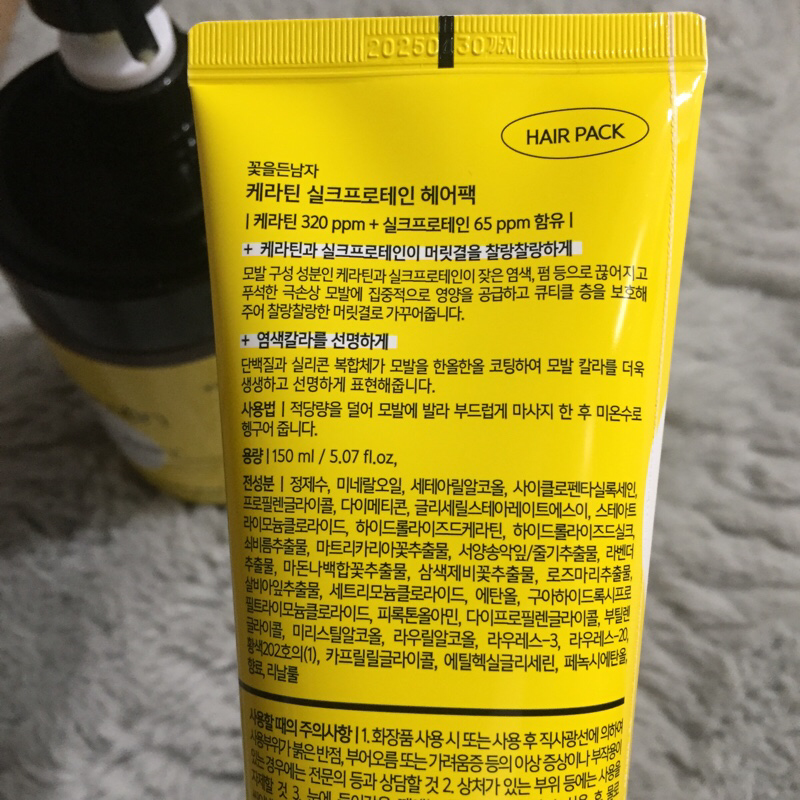 HAIR PACK
꽃을든남자
케라틴 실크프로테인 헤어팩
| 케라틴 320 ppm + 실크프로테인 65 ppm 함유 |
+ 케라틴과 실크프로테인이 머릿결을 찰랑찰랑하게
모발 구성 성분인 케라틴과 실크프로테인이 잦은 염색, 펌 등으로 끊어지고
푸석한 극손상 모발에 집중적으로 영양을 공급하고 큐티클 층을 보호해
주어 찰랑찰랑한 머릿결로 가꾸어줍니다.
+ 염색칼라를 선명하게
단백질과 실리콘 복합체가 모발을 한올한올 코팅하여 모발 칼라를 더욱
생생하고 선명하게 표현해줍니다.
사용법 | 적당량을 덜어 모발에 발라 부드럽게 마사지 한 후 미온수로
헹구어 줍니다.
용량 | 150 ml / 5.07 fl.oz,
전성분 | 정제수, 미네랄오일, 세테아릴알코올, 사이클로펜타실록세인,
프로필렌글라이콜, 다이메티콘, 글리세릴스테아레이트에스이, 스테아트
라이모늄클로라이드, 하이드롤라이즈드케라틴, 하이드롤라이즈드실크,
쇠비름추출물, 마트리카리아꽃추출물, 서양송악잎/줄기추출물, 라벤더
추출물, 마돈나백합꽃추출물, 삼색제비꽃추출물, 로즈마리추출물,
살비아잎추출물, 세트리모늄클로라이드, 에탄올, 구아하이드록시프로
필트라이모늄클로라이드, 피록톤올아민, 다이프로필렌글라이콜, 부틸렌
글라이콜, 미리스틸알코올, 라우릴알코올, 라우레스-3, 라우레스-20,
황색202호의(1), 카프릴릴글라이콜, 에틸헥실글리세린, 페녹시에탄올,
향료, 리날룰
사용할 때의 주의사항 | 1. 화장품 사용 시 또는 사용 후 직사광선에 의하여
사용부위가 붉은 반점, 부어오름 또는 가려움증 등의 이상 증상이나 부작용이
있는 경우에는 전문의 등과 상담할 것 2. 상처가 있는 부위 등에는 사용을
자제할 것 3.